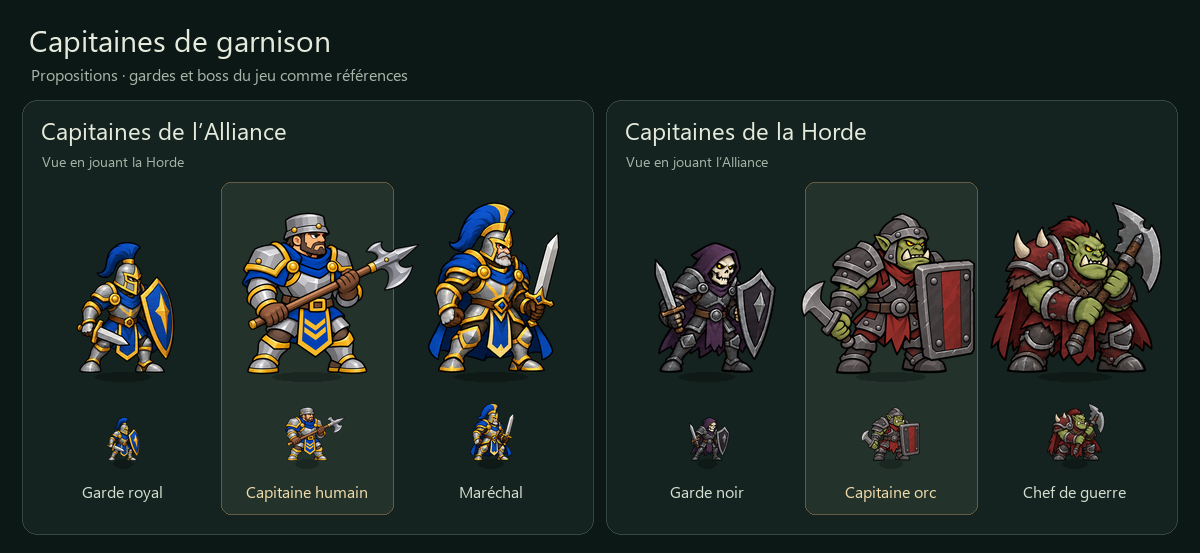 Capitaines de garnison
Propositions · gardes et boss du jeu comme références
Capitaines de l’Alliance
Vue en jouant la Horde
Garde royal
Capitaine humain
Maréchal
Capitaines de la Horde
Vue en jouant l’Alliance
Garde noir
Capitaine orc
Chef de guerre